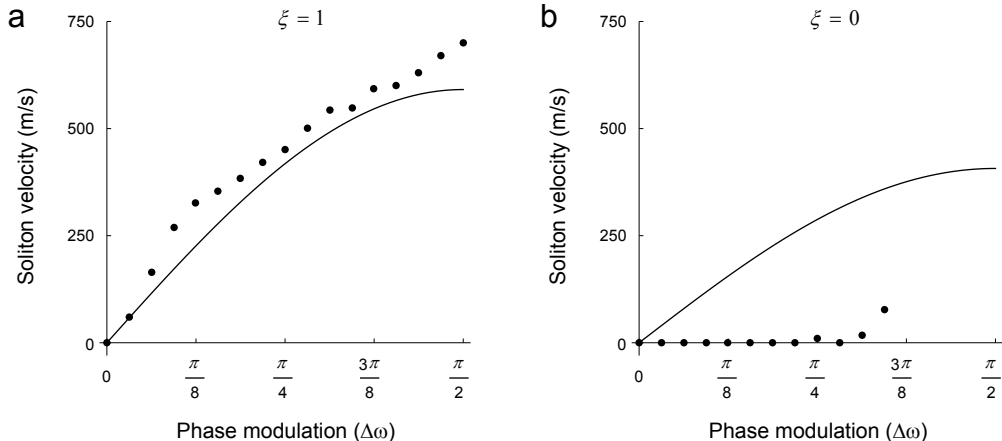 a
ξ = 1
750
500
250
0
Soliton velocity (m/s)
0
π/8
π/4
3π/8
π/2
Phase modulation (Δω)
b
ξ = 0
750
500
250
0
Soliton velocity (m/s)
0
π/8
π/4
3π/8
π/2
Phase modulation (Δω)